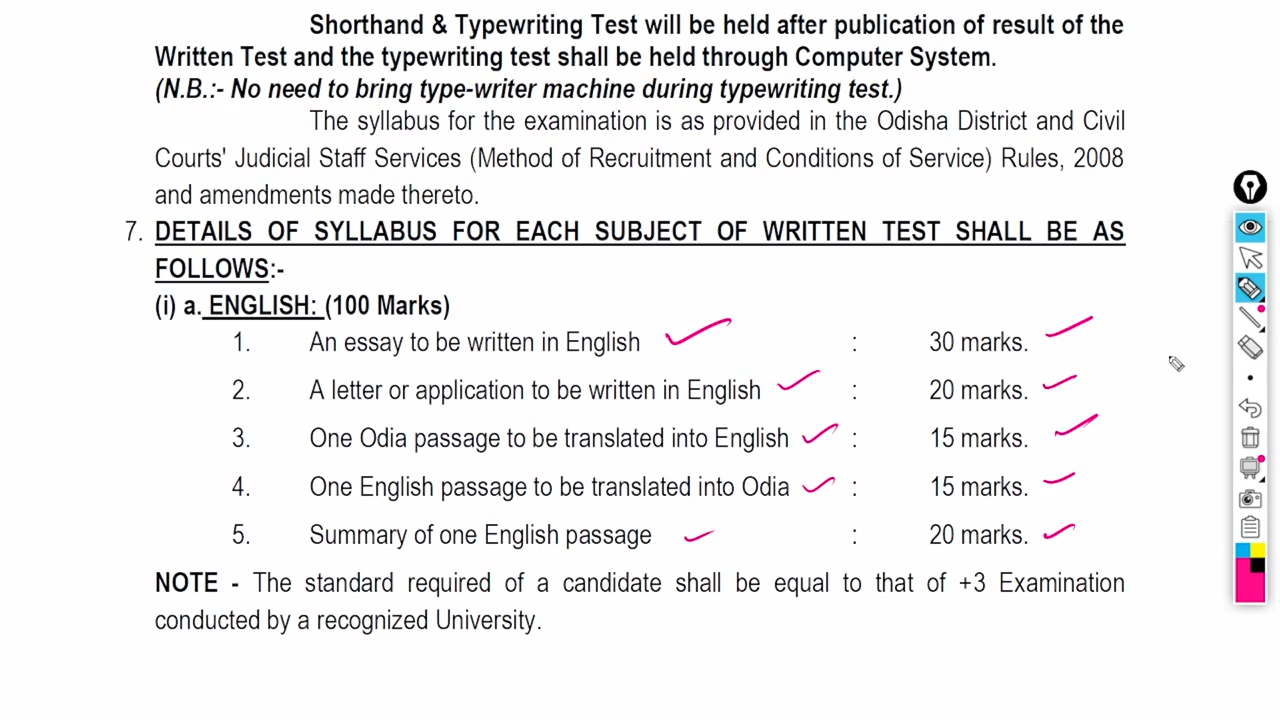 Shorthand & Typewriting Test will be held after publication of result of the
Written Test and the typewriting test shall be held through Computer System.
(N.B.:- No need to bring type-writer machine during typewriting test.)
The syllabus for the examination is as provided in the Odisha District and Civil
Courts' Judicial Staff Services (Method of Recruitment and Conditions of Service) Rules, 2008
and amendments made thereto.
7. DETAILS OF SYLLABUS FOR EACH SUBJECT OF WRITTEN TEST SHALL BE AS
FOLLOWS:-
(i) a. ENGLISH: (100 Marks)
1. An essay to be written in English : 30 marks.
2. A letter or application to be written in English : 20 marks.
3. One Odia passage to be translated into English : 15 marks.
4. One English passage to be translated into Odia : 15 marks.
5. Summary of one English passage : 20 marks.
NOTE - The standard required of a candidate shall be equal to that of +3 Examination
conducted by a recognized University.